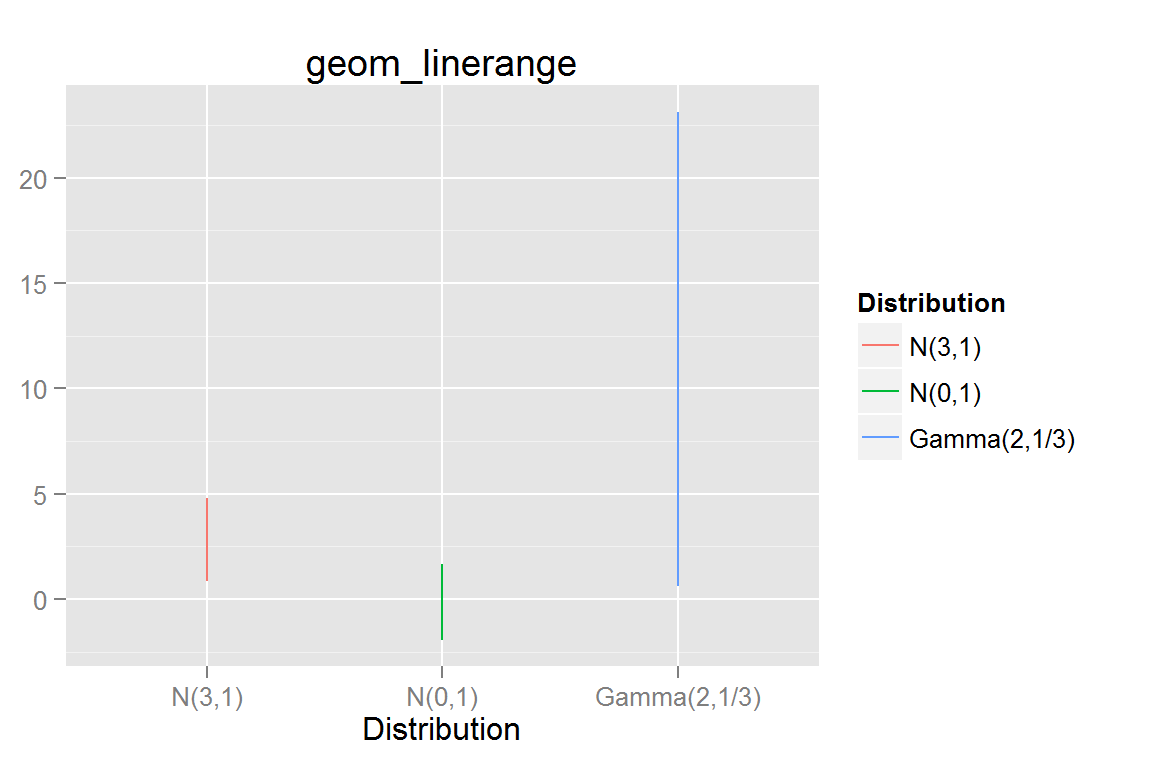 geom_linerange
20
15
10
5
0
N(3,1) N(0,1) Gamma(2,1/3)
Distribution
Distribution
N(3,1)
N(0,1)
Gamma(2,1/3)